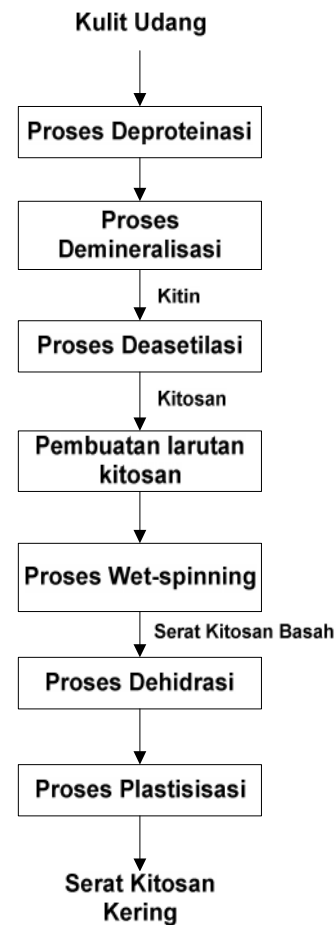 Kulit Udang
Proses Deproteinasi
Proses
Demineralisasi
Kitin
Proses Deasetilasi
Kitosan
Pembuatan larutan
kitosan
Proses Wet-spinning
Serat Kitosan Basah
Proses Dehidrasi
Proses Plastisisasi
Serat Kitosan
Kering